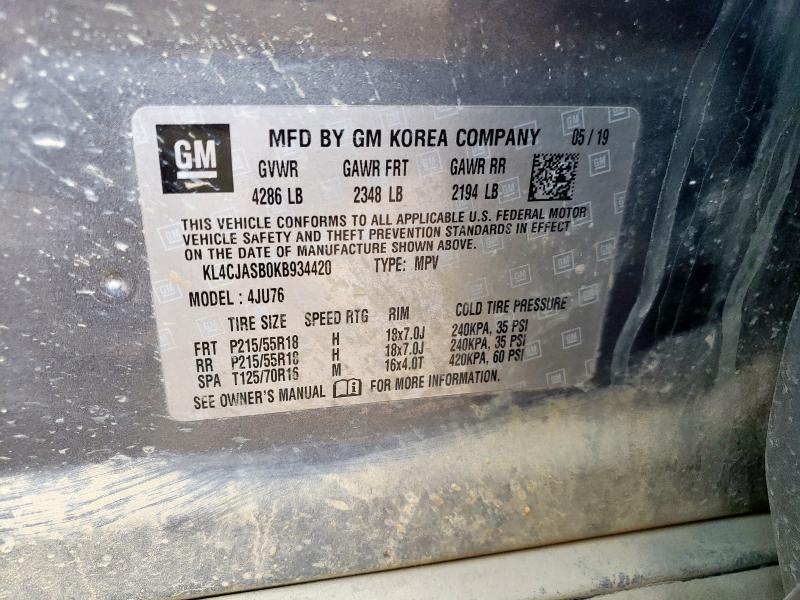 GM
MFD BY GM KOREA COMPANY 05 / 19
GVWR GAWR FRT GAWR RR
4286 LB 2348 LB 2194 LB
THIS VEHICLE CONFORMS TO ALL APPLICABLE U.S. FEDERAL MOTOR
VEHICLE SAFETY AND THEFT PREVENTION STANDARDS IN EFFECT
ON THE DATE OF MANUFACTURE SHOWN ABOVE.
KL4CJASB0KB934420 TYPE: MPV
MODEL : 4JU76
TIRE SIZE SPEED RTG RIM COLD TIRE PRESSURE
FRT P215/55R18 H 18x7.0J 240KPA, 35 PSI
RR P215/55R18 H 18x7.0J 240KPA, 35 PSI
SPA T125/70R16 M 16x4.0T 420KPA, 60 PSI
SEE OWNER'S MANUAL FOR MORE INFORMATION.